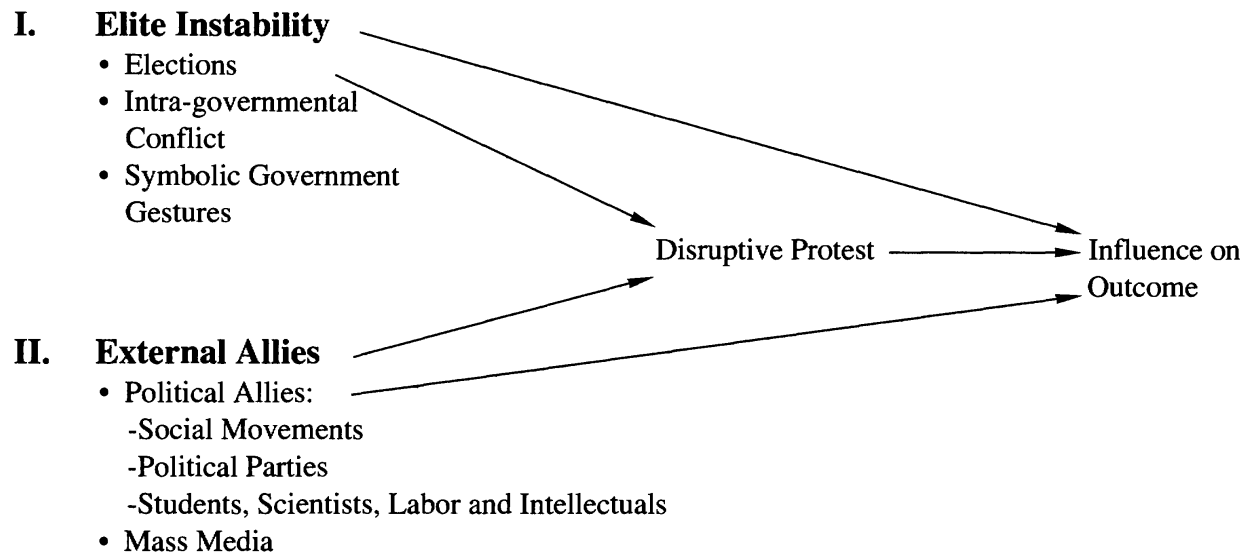 I. Elite Instability
• Elections
• Intra-governmental
Conflict
• Symbolic Government
Gestures
Disruptive Protest
Influence on
Outcome
II. External Allies
• Political Allies:
-Social Movements
-Political Parties
-Students, Scientists, Labor and Intellectuals
• Mass Media